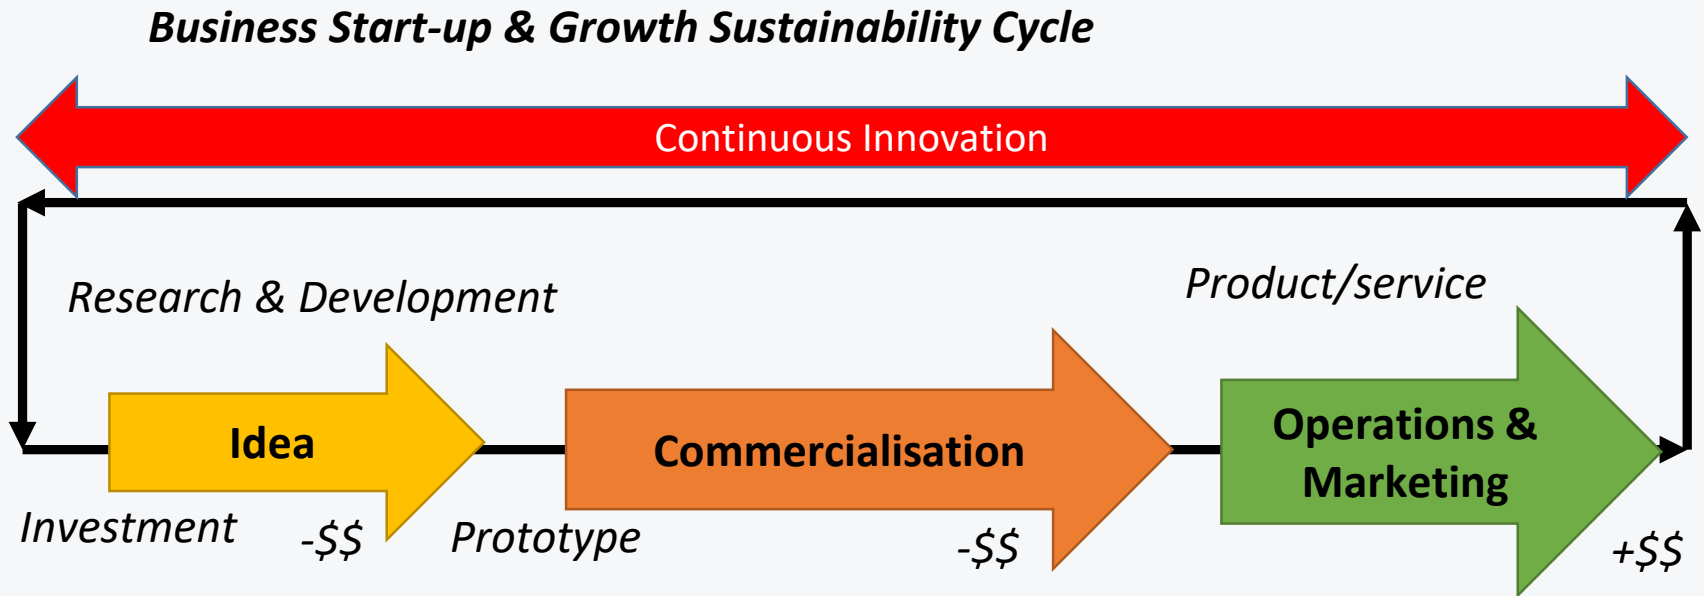 Business Start-up & Growth Sustainability Cycle
Continuous Innovation
Research & Development
Product/service
Idea
Commercialisation
Operations &
Marketing
Investment
-$$
Prototype
-$$
+$$